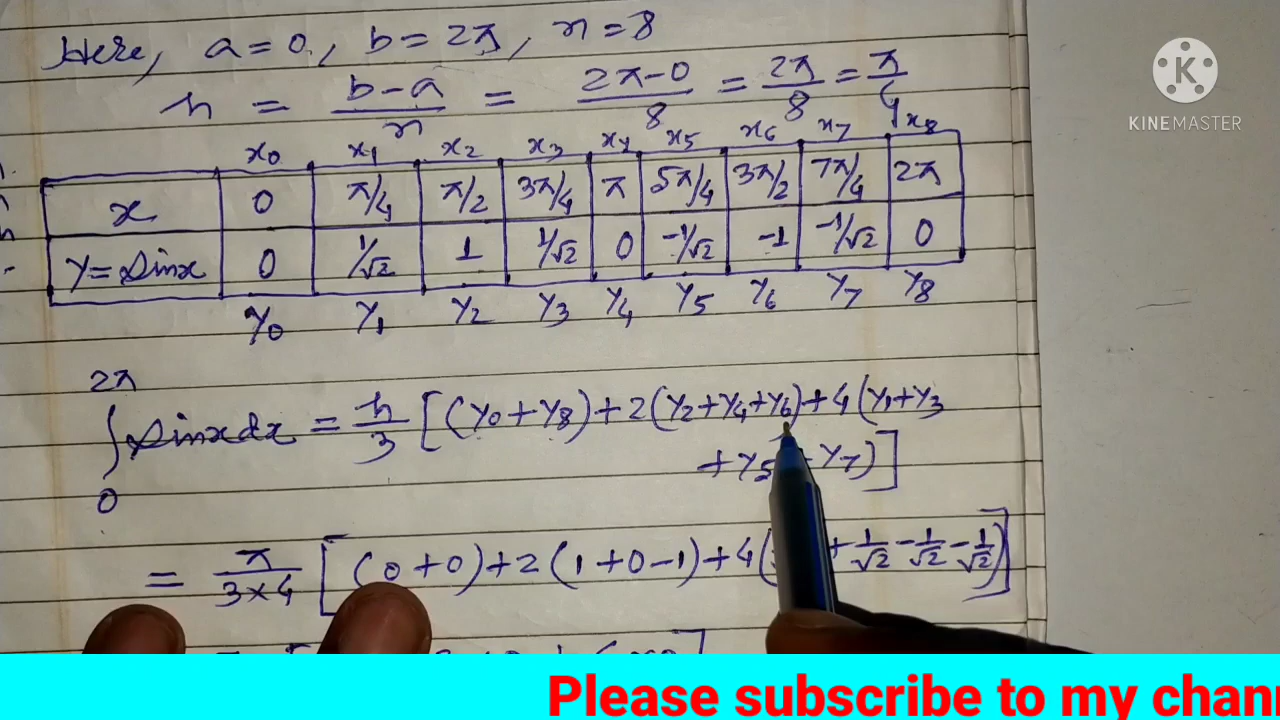 Here, a = 0, b = 2π, n = 8
h = b-a/n = 2π-0/8 = 2π/8 = π/4
x0 x1 x2 x3 x4 x5 x6 x7 x8
x 0 π/4 π/2 3π/4 π 5π/4 3π/2 7π/4 2π
Y = sinx 0 1/√2 1 1/√2 0 -1/√2 -1 -1/√2 0
Y0 Y1 Y2 Y3 Y4 Y5 Y6 Y7 Y8
∫0^2π sinx dx = h/3 [(Y0+Y8)+2(Y2+Y4+Y6)+4(Y1+Y3
+Y5 +Y7)]
= π/3×4 [(0+0)+2(1+0-1)+4( + 1/√2 - 1/√2 - 1/√2)]
KINEMASTER
Please subscribe to my chan